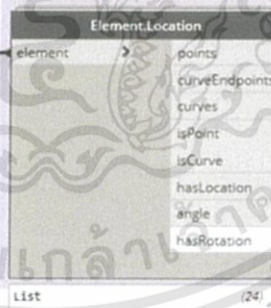 Element.Location
element > points
curveEndpoints
curves
isPoint
isCurve
hasLocation
angle
hasRotation
List (24)